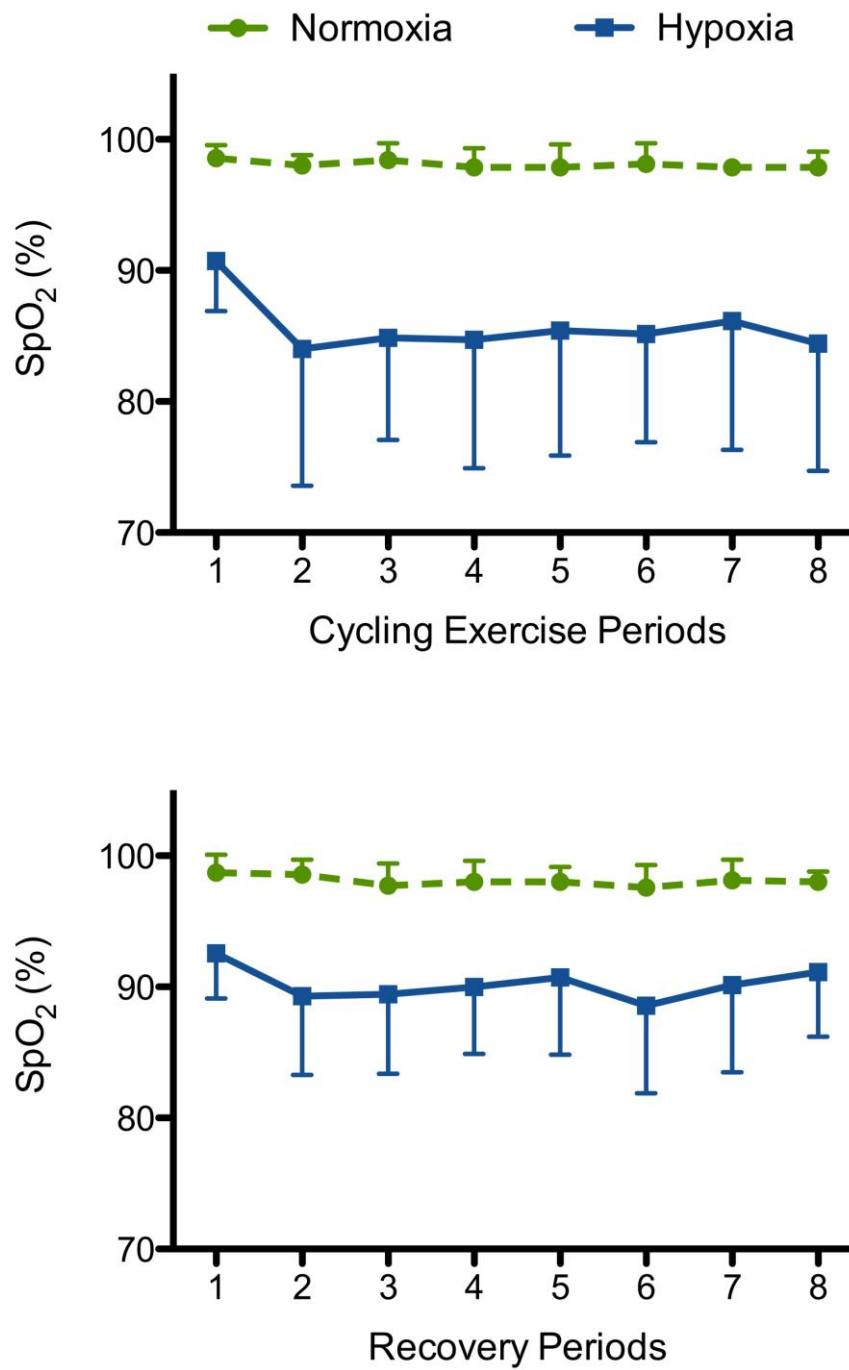 Normoxia Hypoxia
100
90
80
70
SpO₂ (%)
1 2 3 4 5 6 7 8
Cycling Exercise Periods
100
90
80
70
SpO₂ (%)
1 2 3 4 5 6 7 8
Recovery Periods